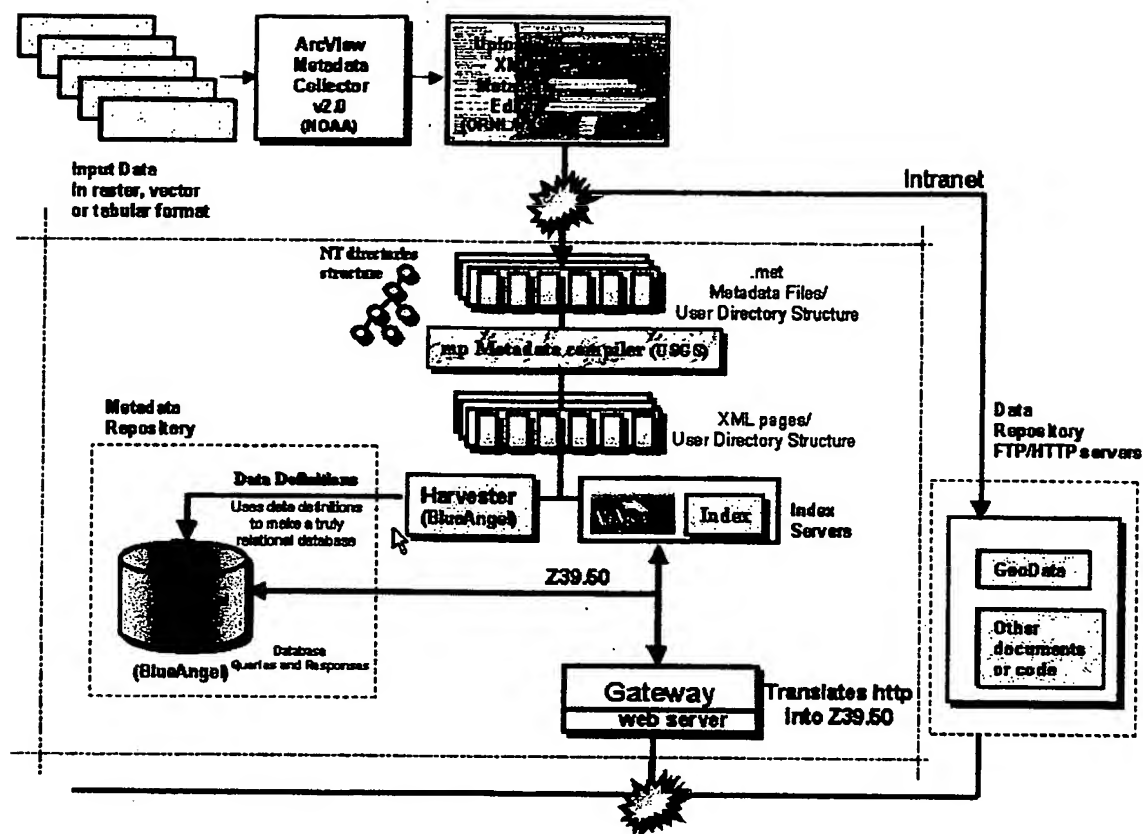 ArcView
Metadata
Collector
v2.0
(NOAA)
XML
Input Data
In raster, vector
or tabular format
Intranet
NT directories
structure
.met
Metadata Files/
User Directory Structure
mp Metadata compiler (USGS)
XML pages/
User Directory Structure
Metadata
Repository
Data
Repository
FTP/HTTP servers
Data Definitions
Uses data definitions
to make a truly
relational database
Harvester
(BlueAngel)
Index
Index
Servers
Z39.50
GeoData
Other
documents
or code
Database
Queries and Responses
(BlueAngel)
Gateway
web server
Translates http
into Z39.50